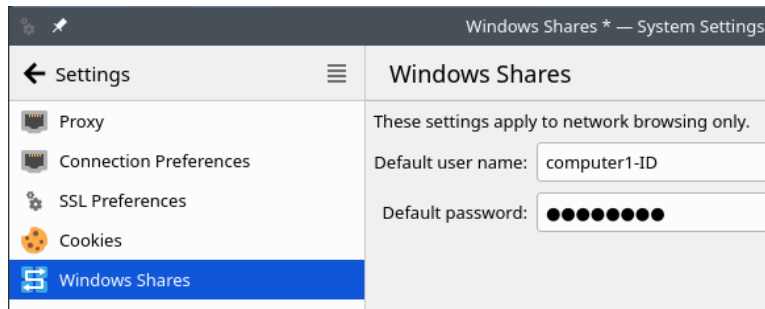 Windows Shares * — System Settings
Settings
Windows Shares
Proxy
Connection Preferences
SSL Preferences
Cookies
Windows Shares
These settings apply to network browsing only.
Default user name: computer1-ID
Default password: ●●●●●●●●